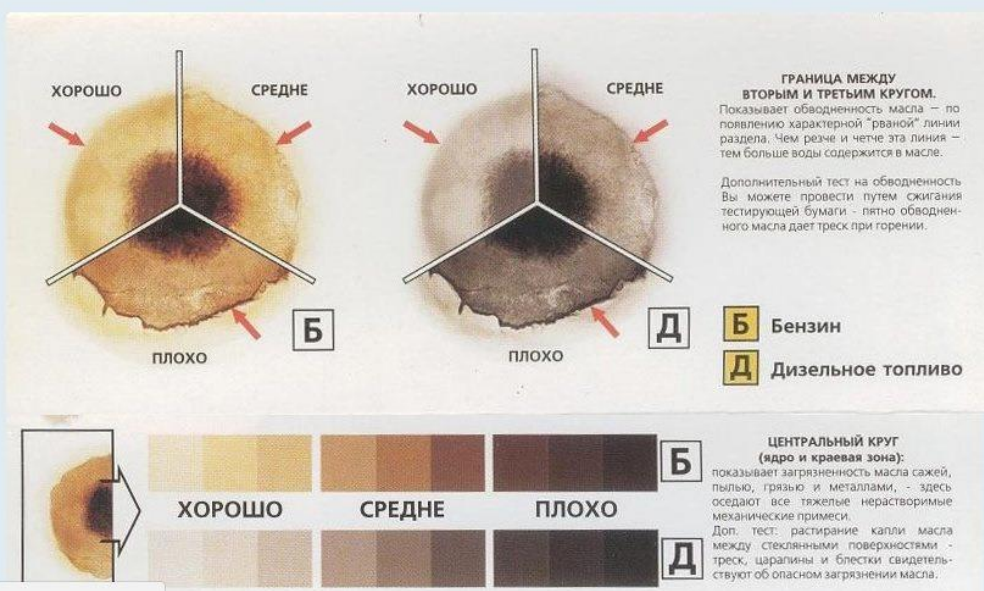 ХОРОШО
СРЕДНЕ
ПЛОХО
Б
ХОРОШО
СРЕДНЕ
ПЛОХО
Д
ГРАНИЦА МЕЖДУ
ВТОРЫМ И ТРЕТЬИМ КРУГОМ.
Показывает обводненность масла – по
появлению характерной "рваной" линии
раздела. Чем резче и четче эта линия –
тем больше воды содержится в масле.
Дополнительный тест на обводненность
Вы можете провести путем сжигания
тестирующей бумаги - пятно обводнен-
ного масла дает треск при горении.
Б Бензин
Д Дизельное топливо
Б
ХОРОШО СРЕДНЕ ПЛОХО
Д
ЦЕНТРАЛЬНЫЙ КРУГ
(ядро и краевая зона):
показывает загрязненность масла сажей,
пылью, грязью и металлами, - здесь
оседают все тяжелые нерастворимые
механические примеси.
Доп. тест: растирание капли масла
между стеклянными поверхностями -
треск, царапины и блестки свидетель-
ствуют об опасном загрязнении масла.